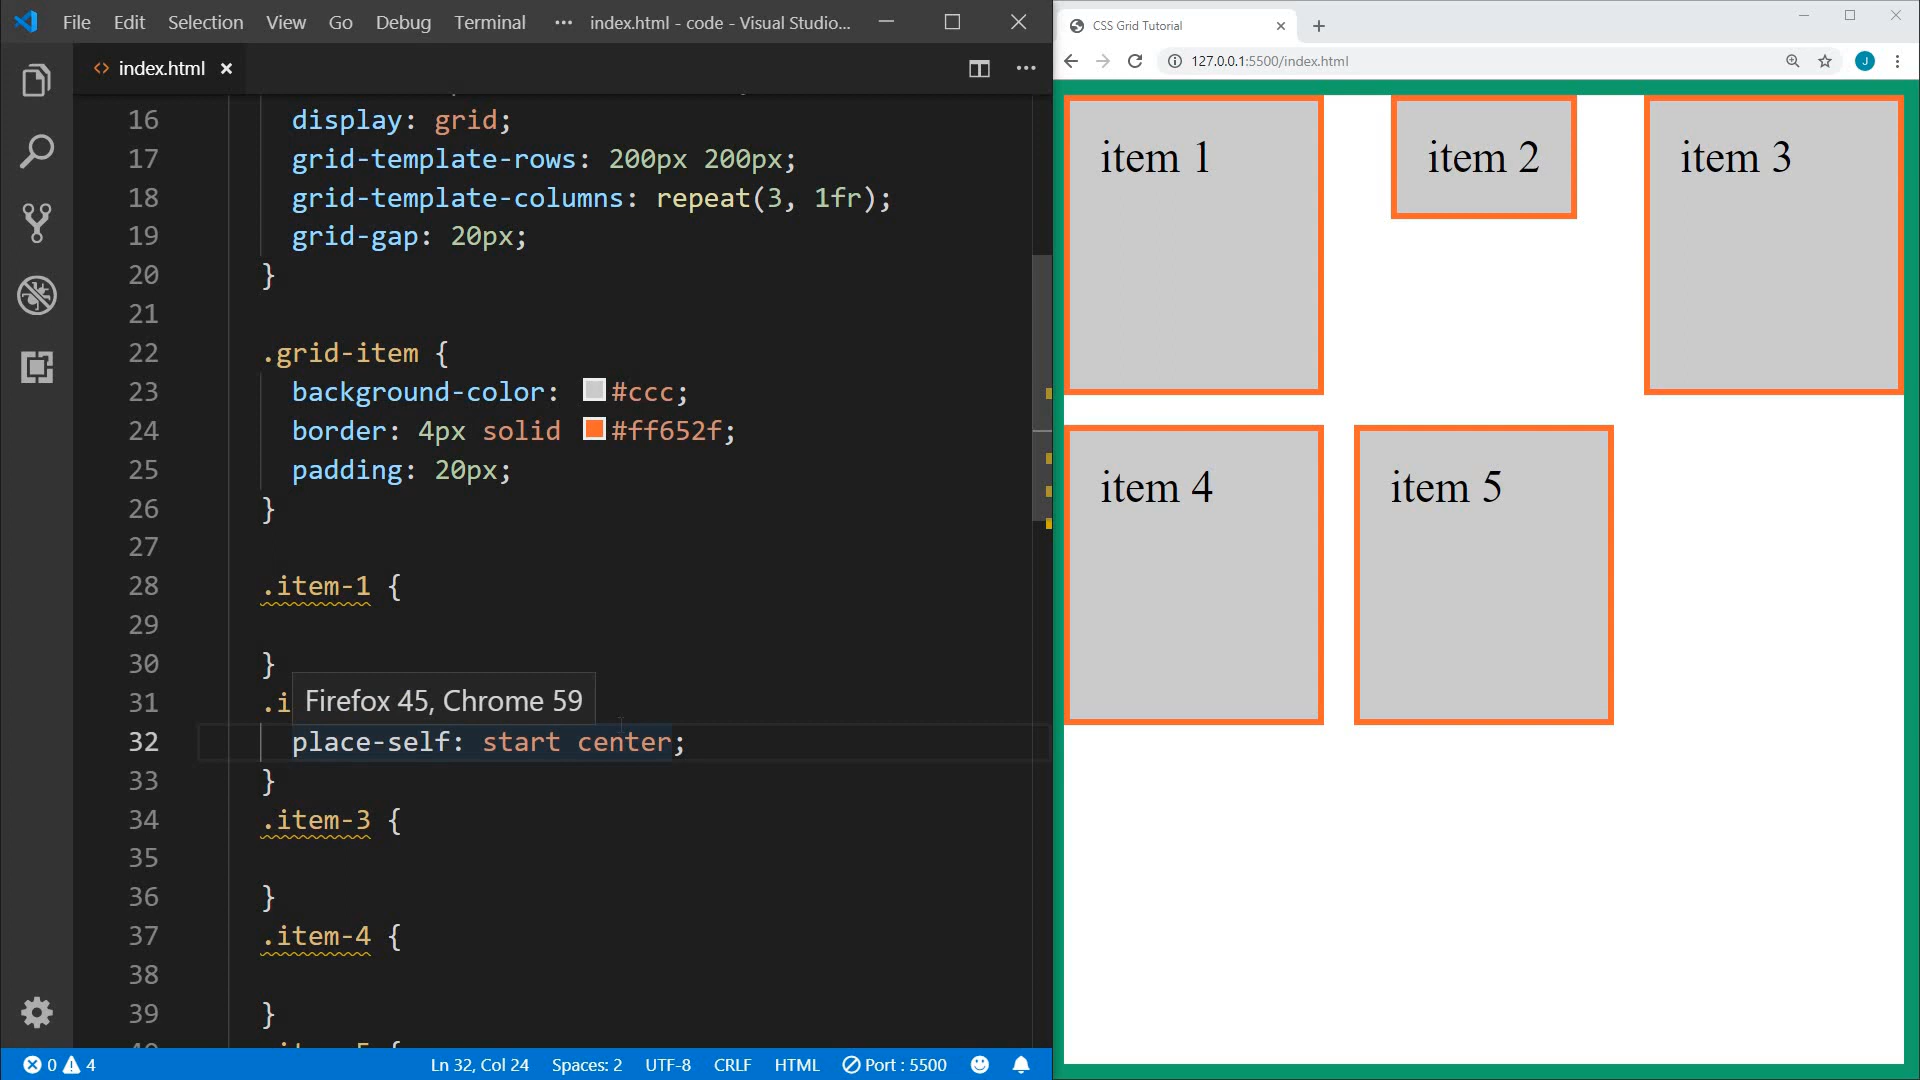 File Edit Selection View Go Debug Terminal ··· index.html - code - Visual Studio...
index.html
16 display: grid;
17 grid-template-rows: 200px 200px;
18 grid-template-columns: repeat(3, 1fr);
19 grid-gap: 20px;
20 }
21
22 .grid-item {
23 background-color: #ccc;
24 border: 4px solid #ff652f;
25 padding: 20px;
26 }
27
28 .item-1 {
29
30 }
31 .i
Firefox 45, Chrome 59
32 place-self: start center;
33 }
34 .item-3 {
35
36 }
37 .item-4 {
38
39 }
0 4 Ln 32, Col 24 Spaces: 2 UTF-8 CRLF HTML Port : 5500
CSS Grid Tutorial
127.0.0.1:5500/index.html
J
item 1
item 2
item 3
item 4
item 5